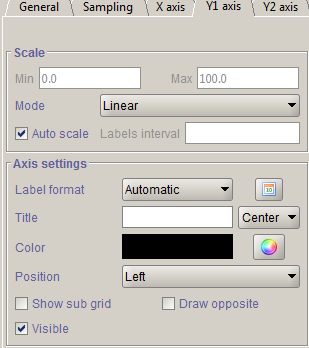 General Sampling X axis Y1 axis Y2 axis
Scale
Min 0.0 Max 100.0
Mode Linear
Auto scale Labels interval
Axis settings
Label format Automatic 10
Title Center
Color
Position Left
Show sub grid Draw opposite
Visible